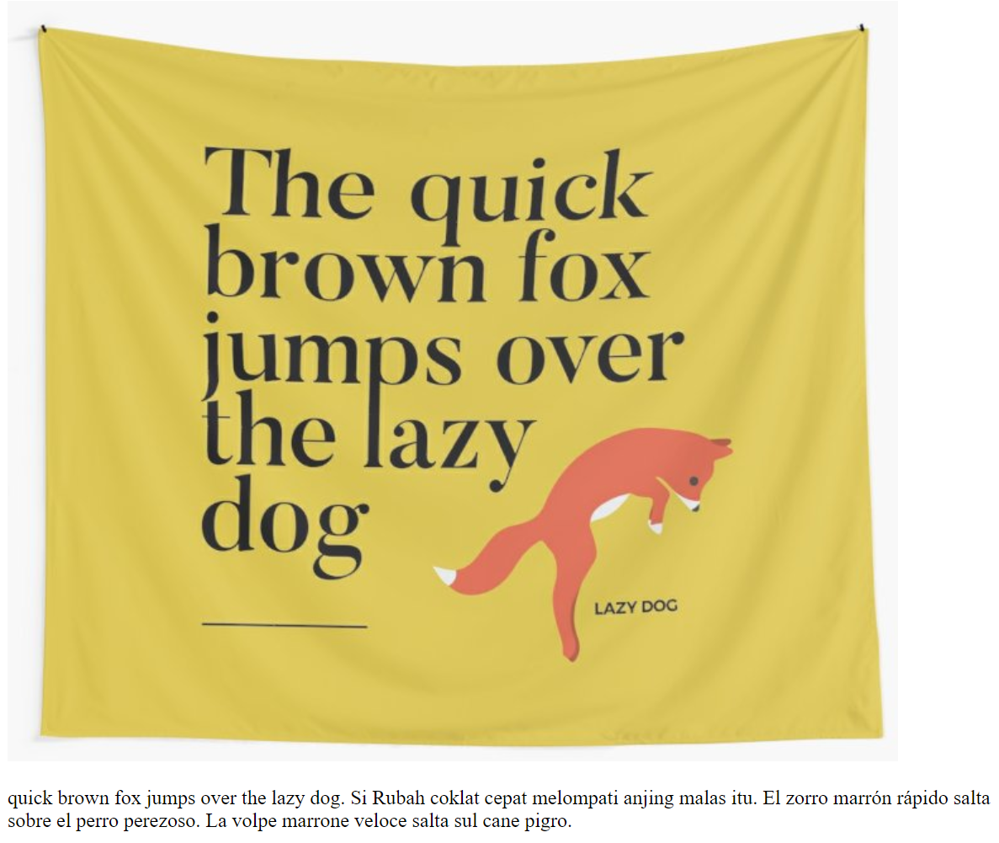 The quick
brown fox
jumps over
the lazy
dog
LAZY DOG
quick brown fox jumps over the lazy dog. Si Rubah coklat cepat melompati anjing malas itu. El zorro marrón rápido salta
sobre el perro perezoso. La volpe marrone veloce salta sul cane pigro.